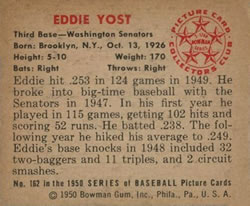 EDDIE YOST
Third Base—Washington Senators
Born: Brooklyn, N.Y., Oct. 13, 1926
Height: 5-10 Weight: 170
Bats: Right Throws: Right
Eddie hit .253 in 124 games in 1949. He
broke into big-time baseball with the
Senators in 1947. In his first year he
played in 115 games, getting 102 hits and
scoring 52 runs. He batted .238. The
following year he hiked his average to .249.
Eddie's base knocks in 1948 included 32
two-baggers and 11 triples, and 2 circuit
smashes.
PICTURE CARD
COLLECTORS CLUB
No. 162 in the 1950 SERIES of BASEBALL Picture Cards
© 1950 Bowman Gum, Inc., Phila., Pa., U. S. A.